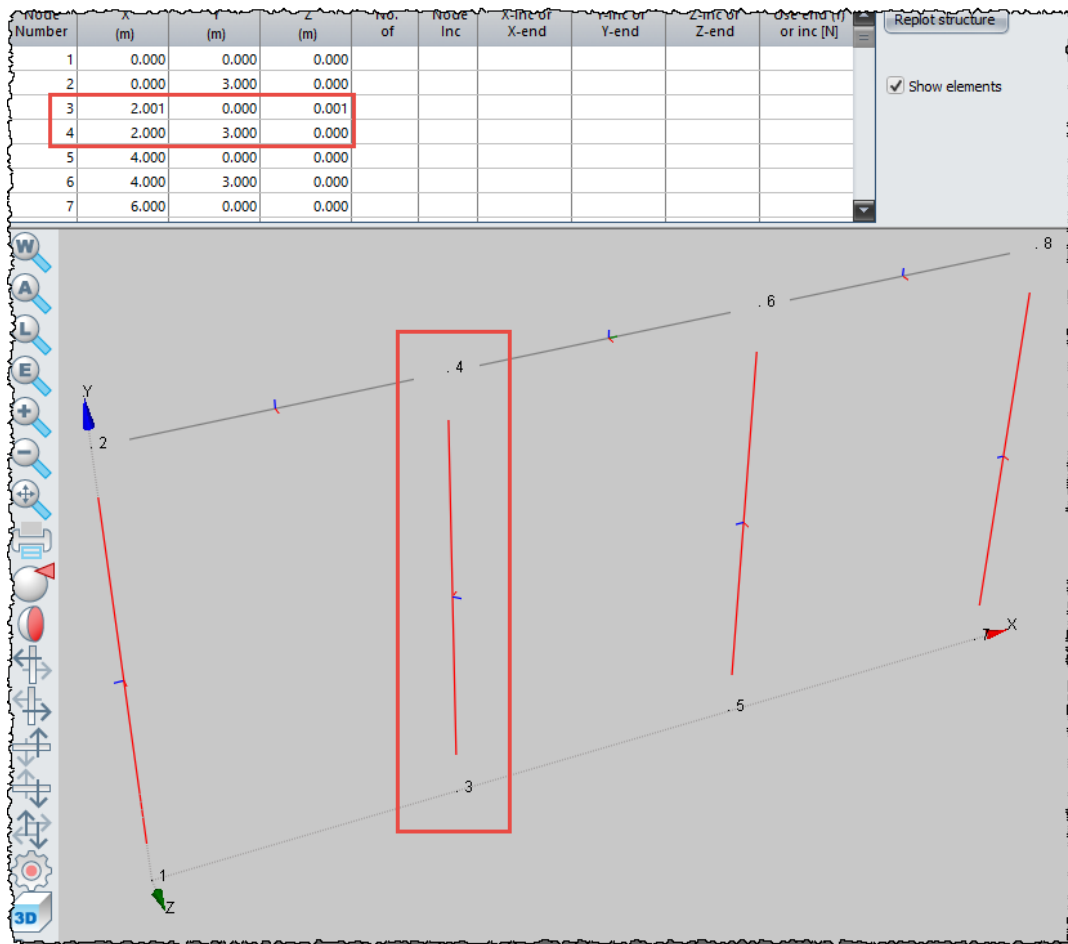 Node X Y Z No. Node X-inc or Y-inc or Z-inc or Use end (f)
Number (m) (m) (m) of Inc X-end Y-end Z-end or inc [N]
Replot structure
1 0.000 0.000 0.000
2 0.000 3.000 0.000
Show elements
3 2.001 0.000 0.001
4 2.000 3.000 0.000
5 4.000 0.000 0.000
6 4.000 3.000 0.000
7 6.000 0.000 0.000
W
A
L
E
3D
. 8
. 6
. 4
Y
. 2
X
. 7
. 5
. 3
. 1
Z